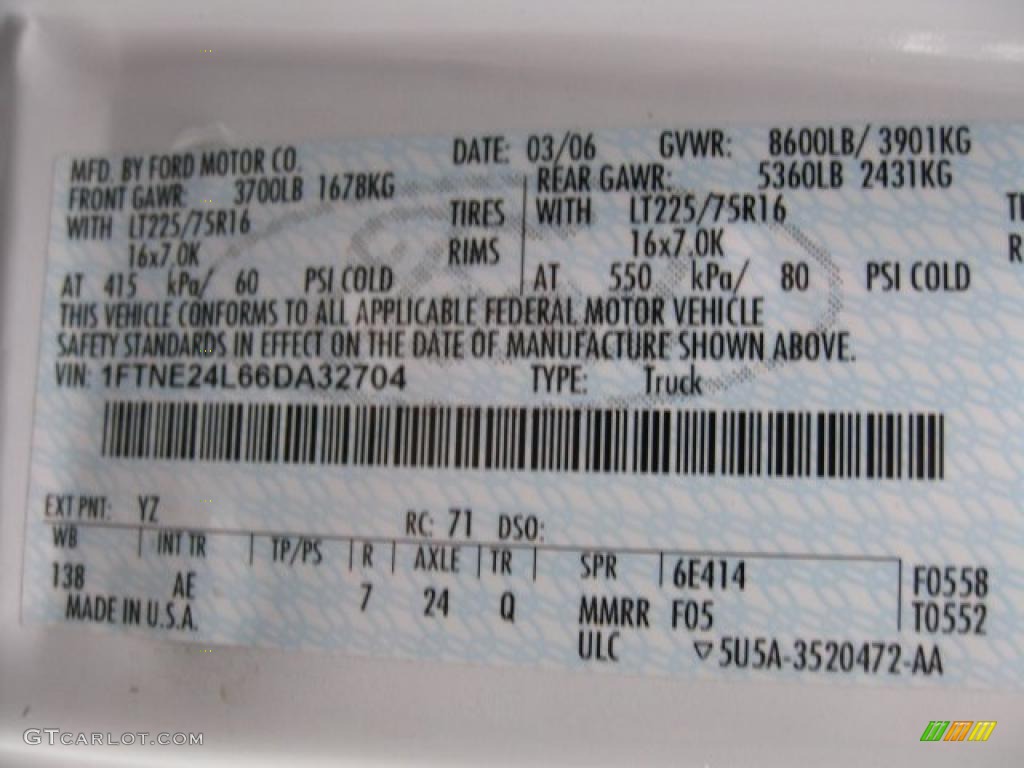 MFD. BY FORD MOTOR CO. DATE: 03/06 GVWR: 8600LB/ 3901KG
FRONT GAWR: 3700LB 1678KG REAR GAWR: 5360LB 2431KG
WITH LT225/75R16 TIRES WITH LT225/75R16
16x7.0K RIMS 16x7.0K R
AT 415 kPa/ 60 PSI COLD AT 550 kPa/ 80 PSI COLD
THIS VEHICLE CONFORMS TO ALL APPLICABLE FEDERAL MOTOR VEHICLE
SAFETY STANDARDS IN EFFECT ON THE DATE OF MANUFACTURE SHOWN ABOVE.
VIN: 1FTNE24L66DA32704 TYPE: Truck
EXT PNT: YZ RC: 71 DSO:
WB INT TR TP/PS R AXLE TR SPR 6E414 F0558
138 AE 7 24 Q MMRR F05 T0552
MADE IN U.S.A. ULC ▽5U5A-3520472-AA
GTCARLOT.COM